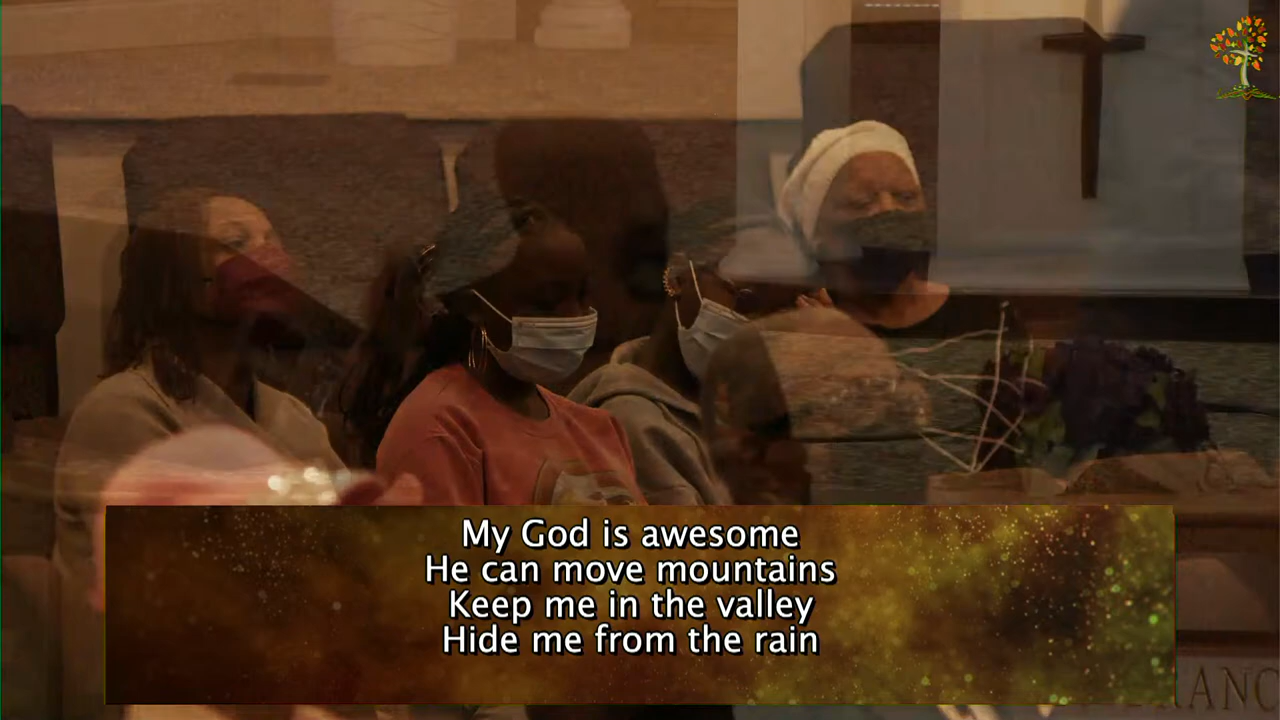 My God is awesome
He can move mountains
Keep me in the valley
Hide me from the rain